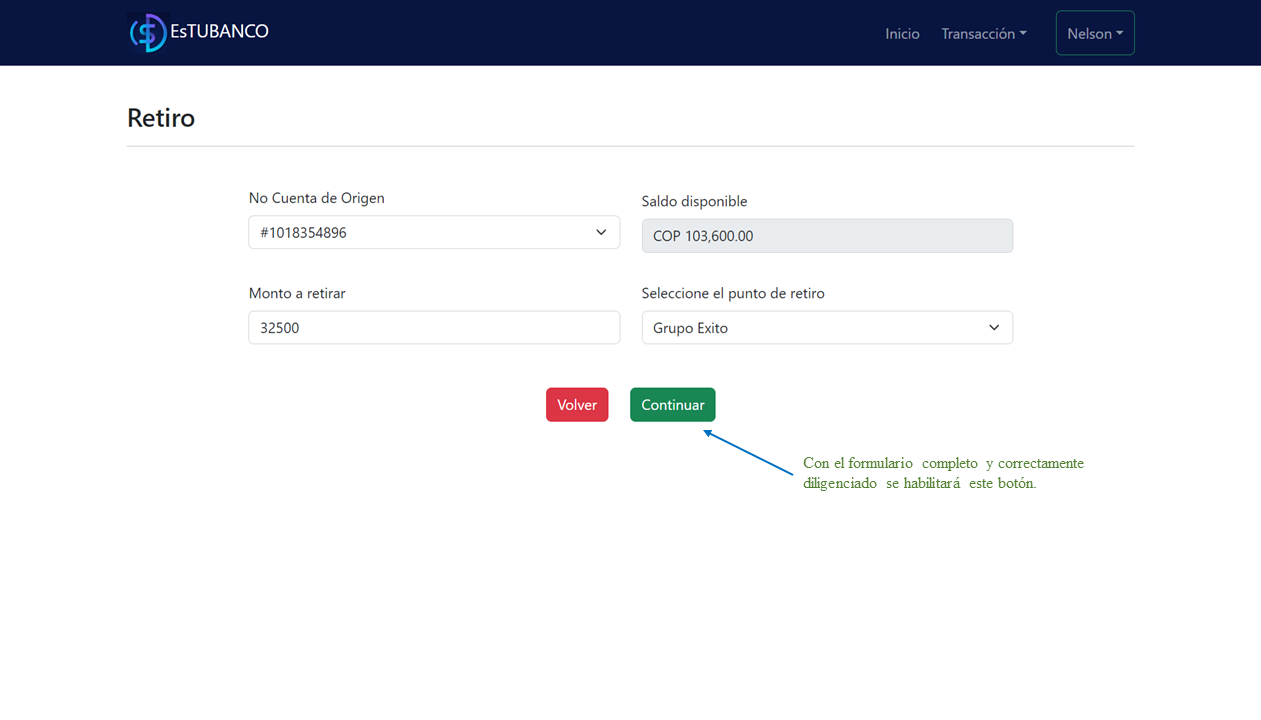 EsTUBANCO
Inicio Transacción Nelson
Retiro
No Cuenta de Origen
#1018354896
Saldo disponible
COP 103,600.00
Monto a retirar
32500
Seleccione el punto de retiro
Grupo Exito
Volver Continuar
Con el formulario completo y correctamente
diligenciado se habilitará este botón.